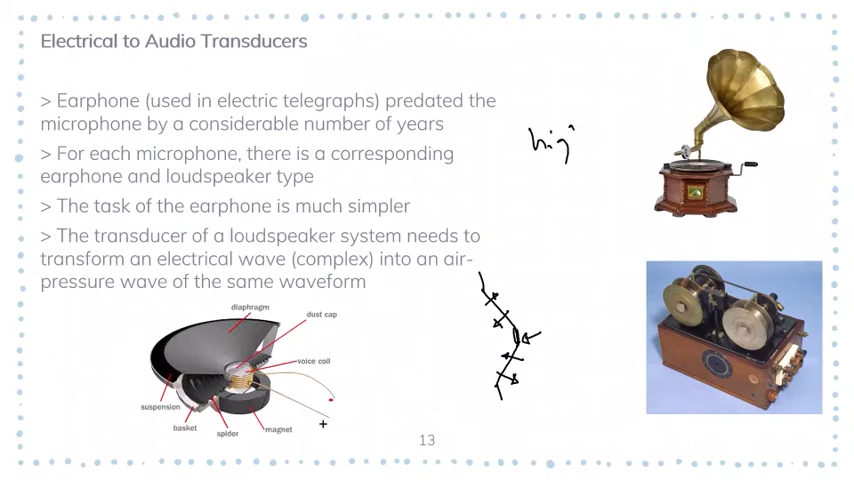 Electrical to Audio Transducers
> Earphone (used in electric telegraphs) predated the
microphone by a considerable number of years
> For each microphone, there is a corresponding
earphone and loudspeaker type
> The task of the earphone is much simpler
> The transducer of a loudspeaker system needs to
transform an electrical wave (complex) into an air-
pressure wave of the same waveform
diaphragm
dust cap
voice coil
suspension
basket
spider
magnet
-
+
13